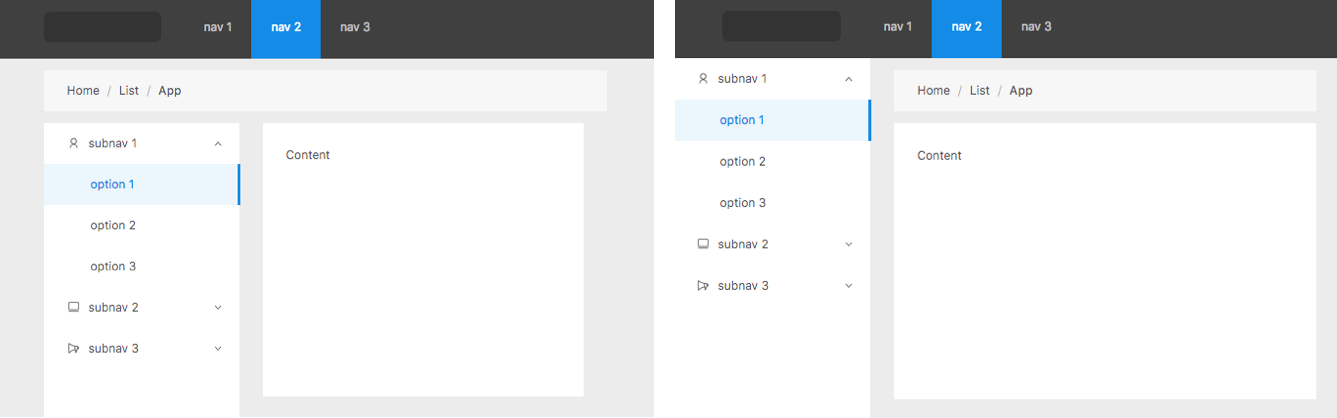 nav 1 nav 2 nav 3
Home / List / App
subnav 1
option 1
option 2
option 3
subnav 2
subnav 3
Content
nav 1 nav 2 nav 3
subnav 1
option 1
option 2
option 3
subnav 2
subnav 3
Home / List / App
Content